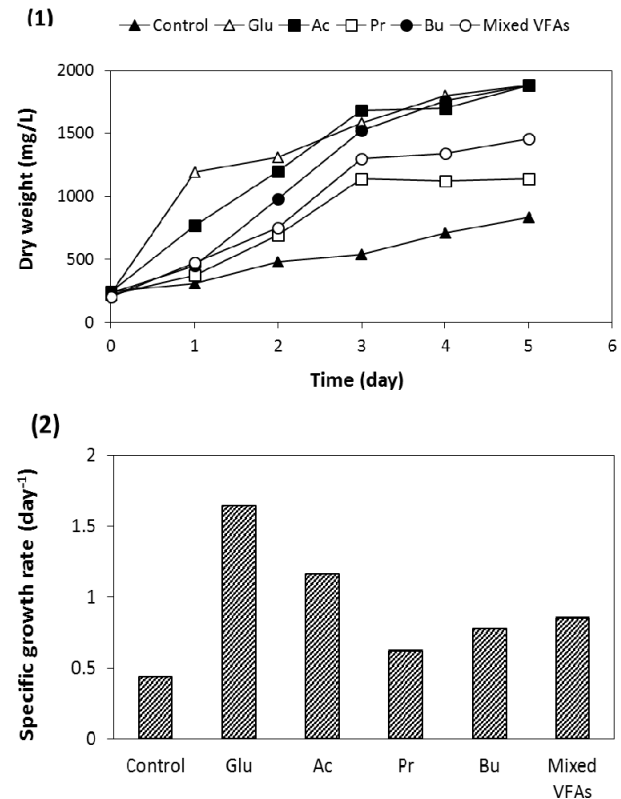 (1)
Control Glu Ac Pr Bu Mixed VFAs
2000
1500
1000
500
0
Dry weight (mg/L)
0 1 2 3 4 5 6
Time (day)
(2)
2
1.5
1
0.5
0
Specific growth rate (day⁻¹)
Control Glu Ac Pr Bu Mixed
VFAs